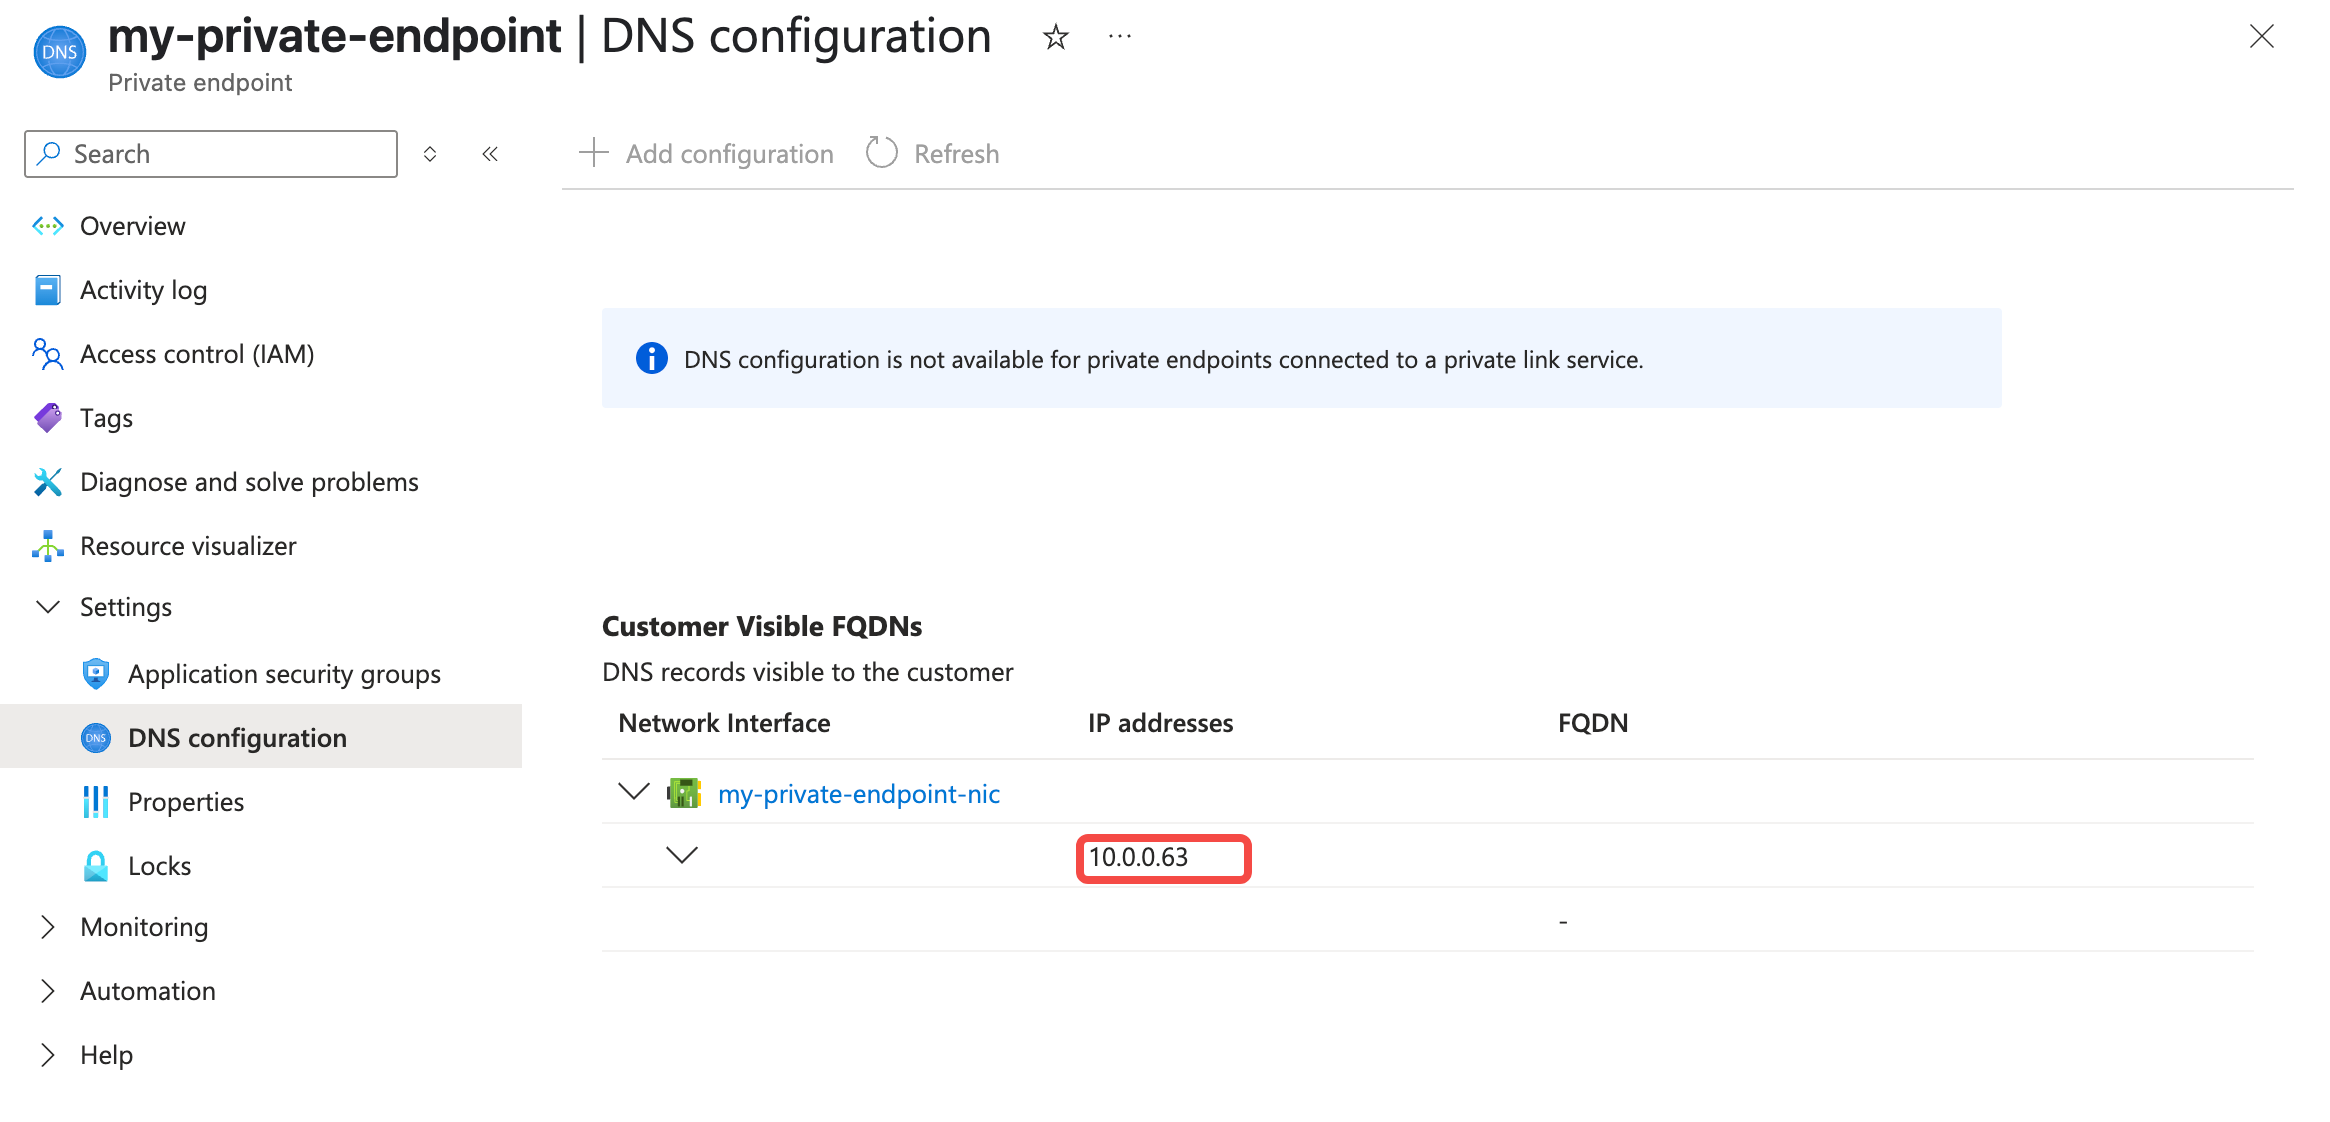 DNS
my-private-endpoint | DNS configuration
Private endpoint
Search
Add configuration
Refresh
Overview
Activity log
Access control (IAM)
Tags
Diagnose and solve problems
Resource visualizer
Settings
Application security groups
DNS
DNS configuration
Properties
Locks
Monitoring
Automation
Help
DNS configuration is not available for private endpoints connected to a private link service.
Customer Visible FQDNs
DNS records visible to the customer
Network Interface IP addresses FQDN
my-private-endpoint-nic
10.0.0.63
-